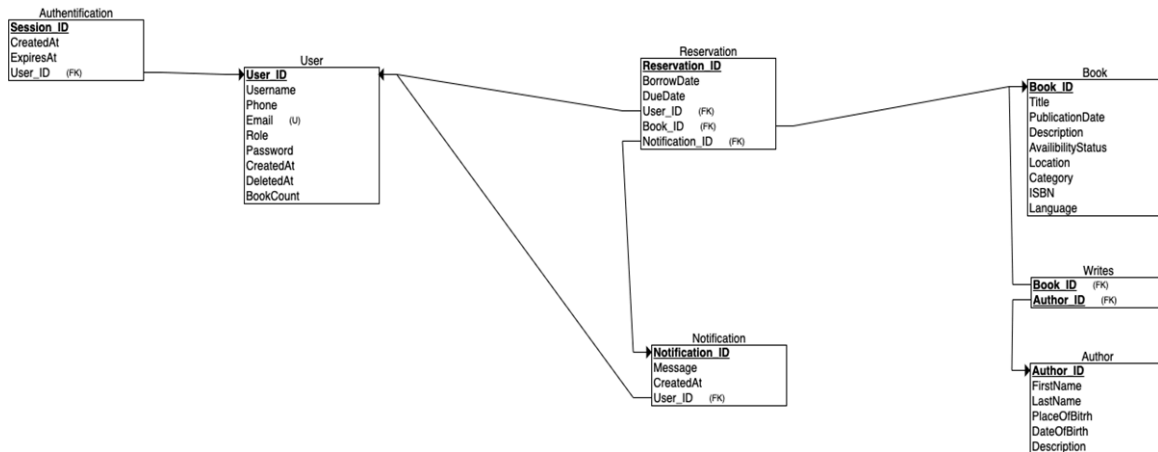 Authentification
Session_ID
CreatedAt
ExpiresAt
User_ID (FK)
User
User_ID
Username
Phone
Email (U)
Role
Password
CreatedAt
DeletedAt
BookCount
Reservation
Reservation_ID
BorrowDate
DueDate
User_ID (FK)
Book_ID (FK)
Notification_ID (FK)
Notification
Notification_ID
Message
CreatedAt
User_ID (FK)
Book
Book_ID
Title
PublicationDate
Description
AvailibilityStatus
Location
Category
ISBN
Language
Writes
Book_ID (FK)
Author_ID (FK)
Author
Author_ID
FirstName
LastName
PlaceOfBitrh
DateOfBirth
Description